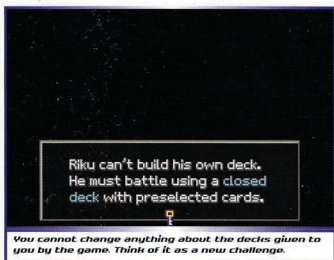 Riku can't build his own deck.
He must battle using a closed
deck with preselected cards.
You cannot change anything about the decks given to
you by the game. Think of it as a new challenge.